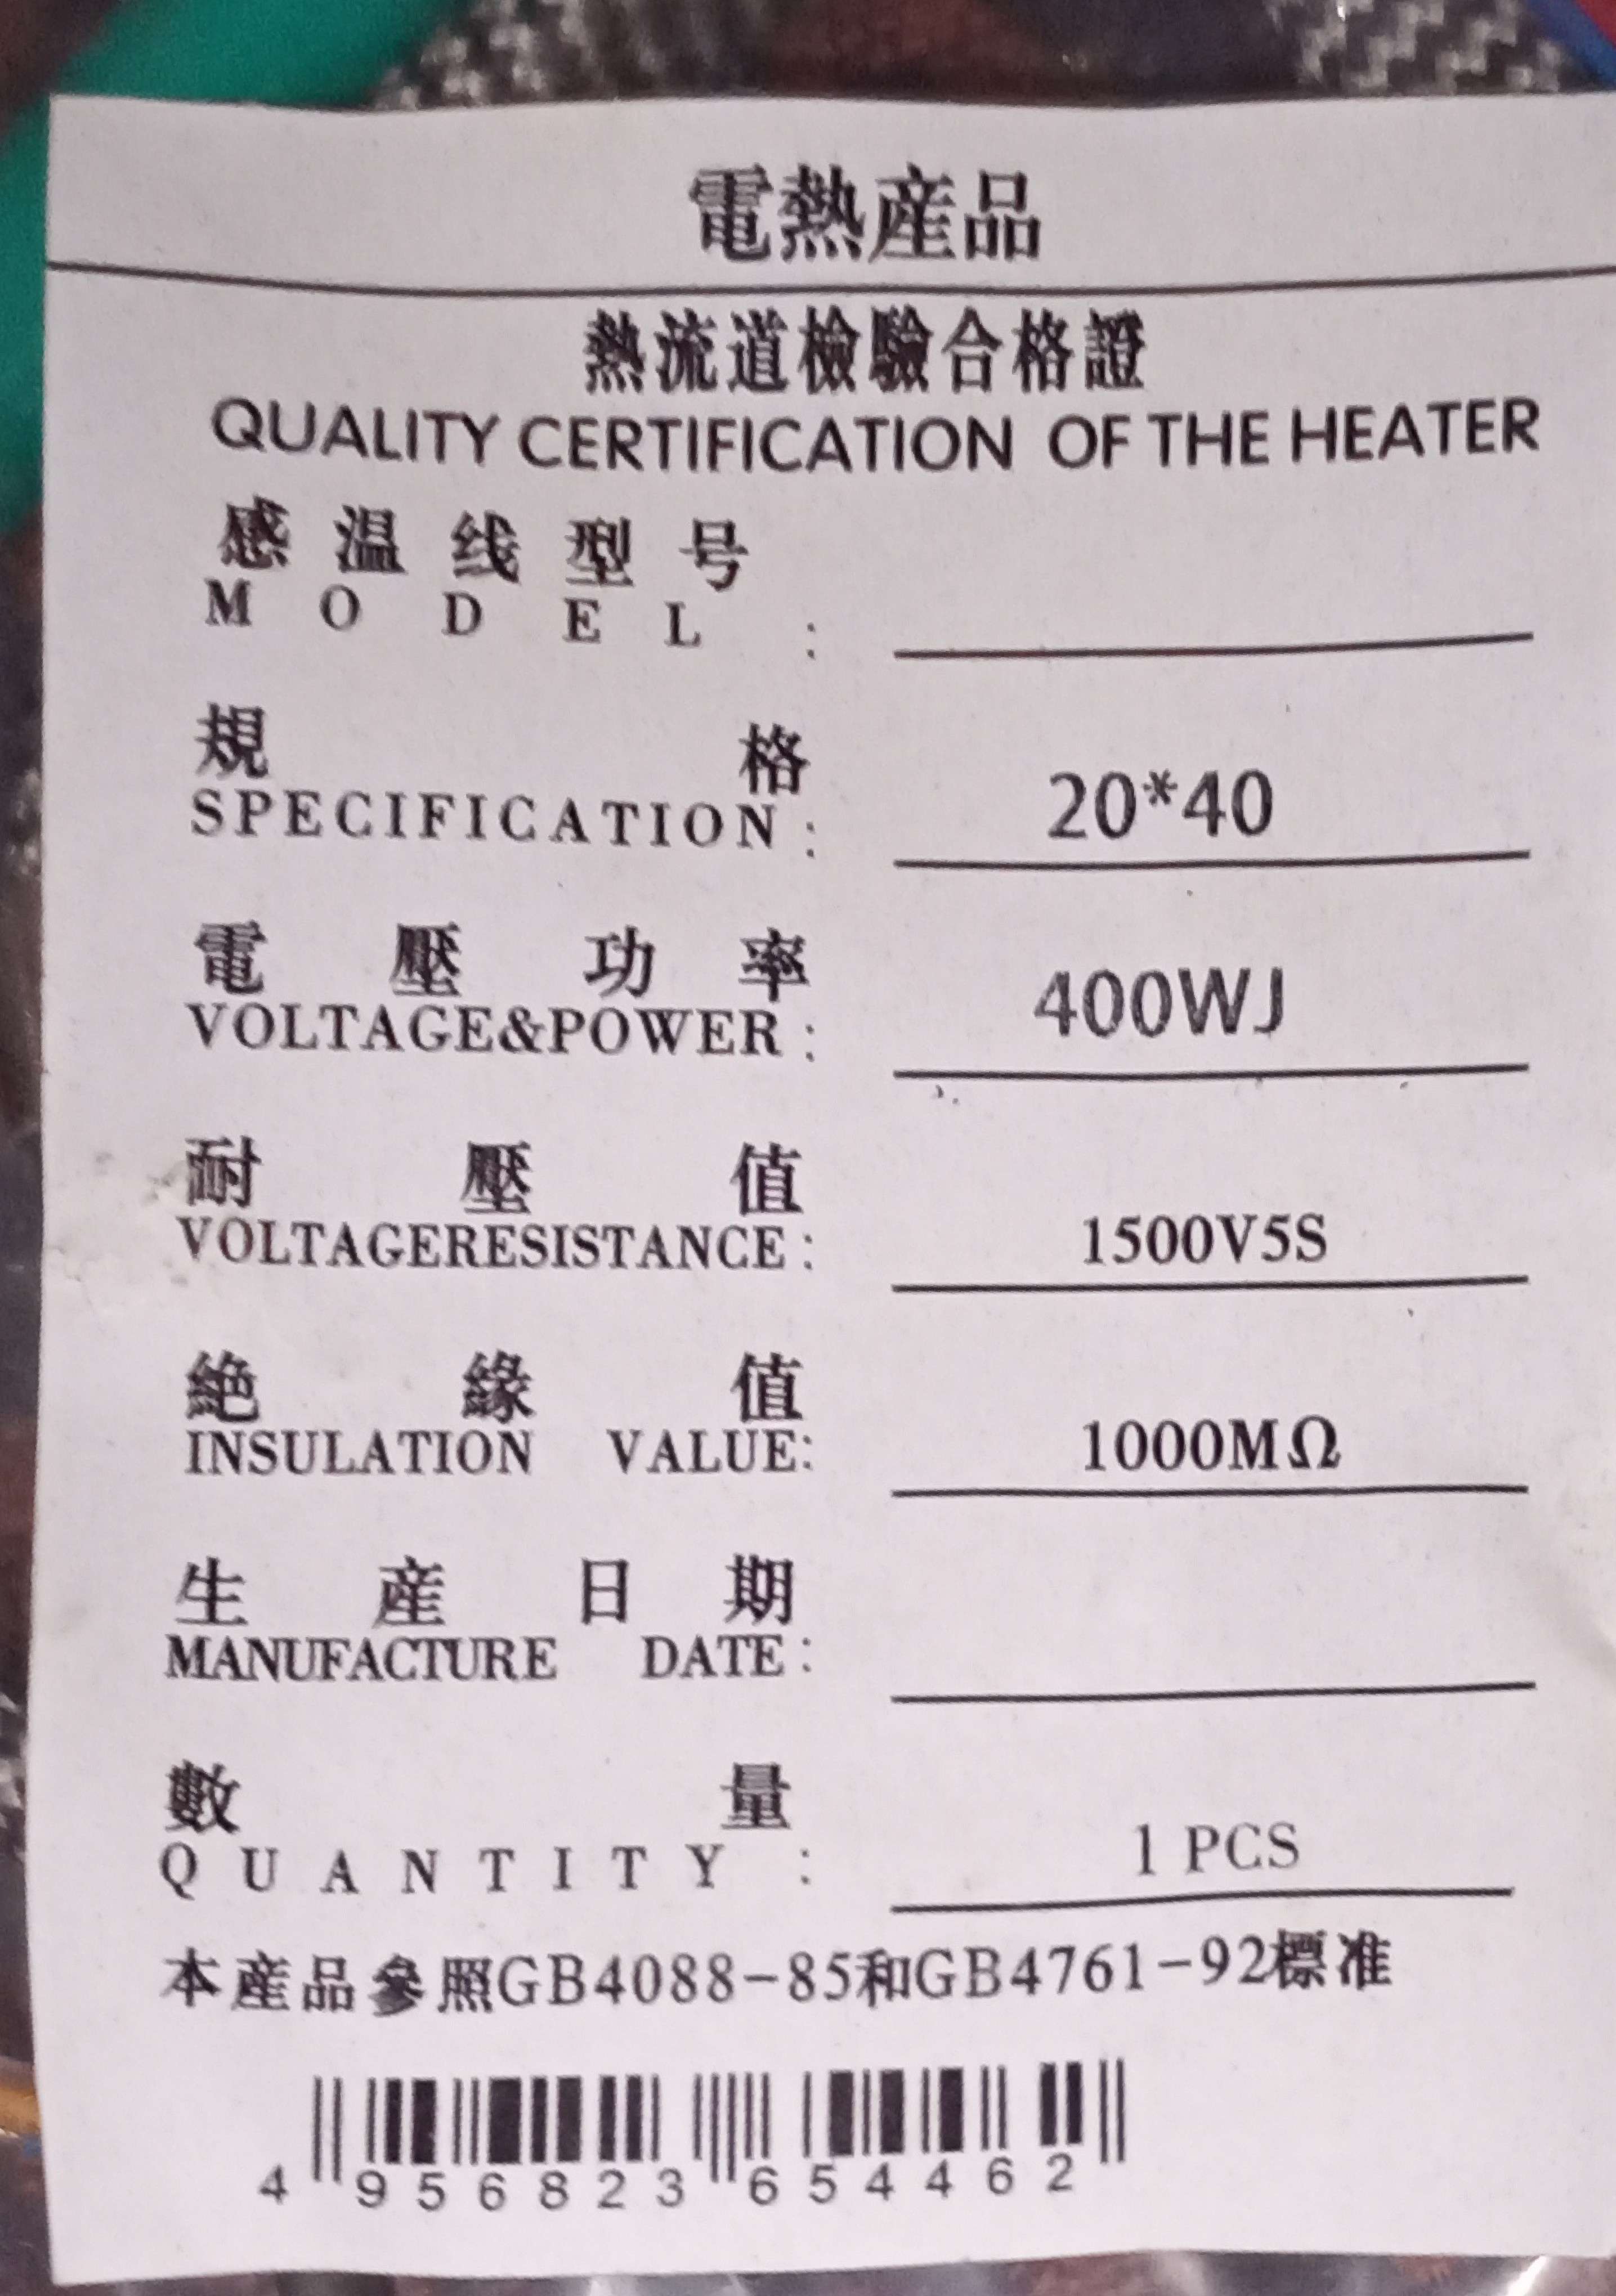 電熱産品
熱流道檢驗合格證
QUALITY CERTIFICATION OF THE HEATER
感温线型号
MODEL:
規格
SPECIFICATION: 20*40
電壓功率
VOLTAGE&POWER: 400WJ
耐壓值
VOLTAGERESISTANCE: 1500V5S
絕緣值
INSULATION VALUE: 1000MΩ
生産日期
MANUFACTURE DATE:
數量
QUANTITY: 1 PCS
本産品參照GB4088-85和GB4761-92標准
4 956823 654462